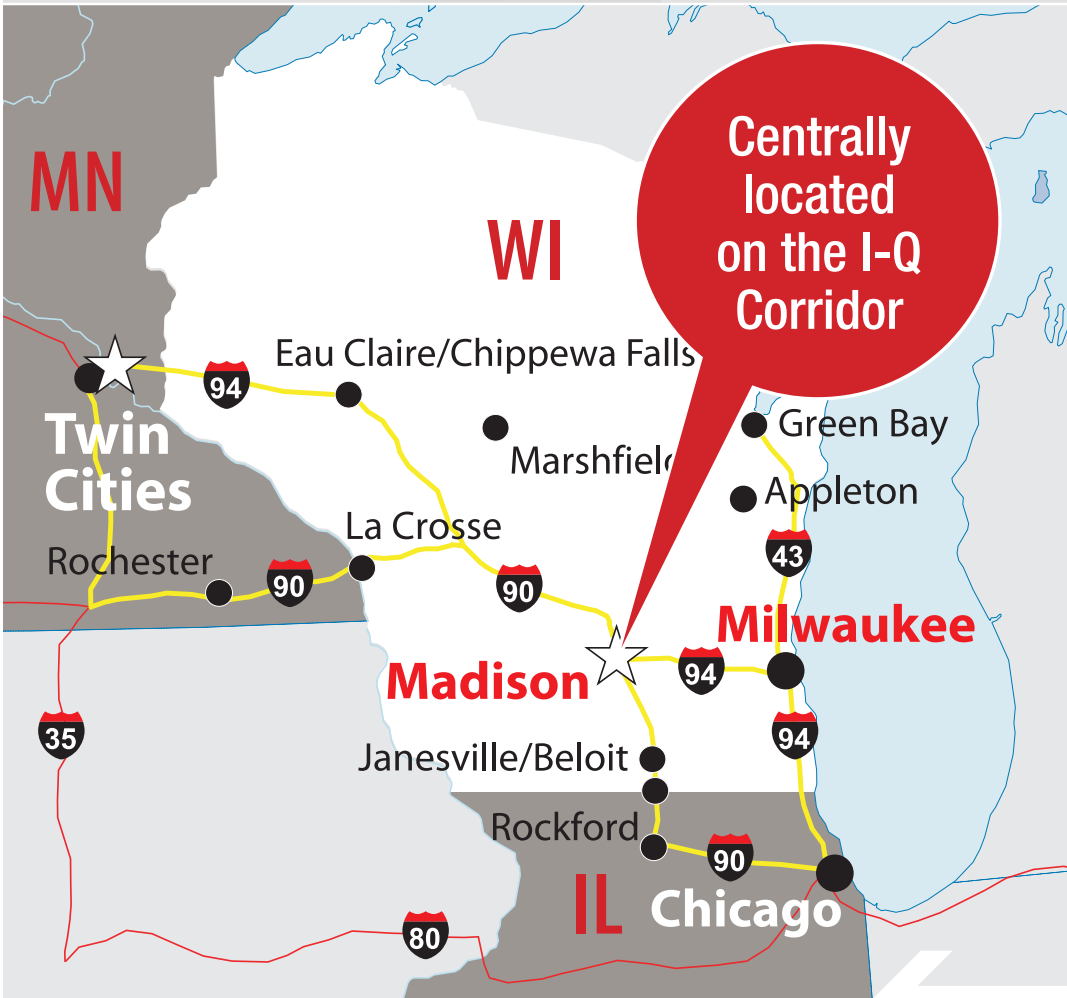 Centrally
located
on the I-Q
Corridor
MN
WI
Eau Claire/Chippewa Falls
94
Twin
Cities
Green Bay
Marshfield
Appleton
La Crosse
43
Rochester
90
90
Milwaukee
Madison
94
35
94
Janesville/Beloit
Rockford
90
IL
Chicago
80